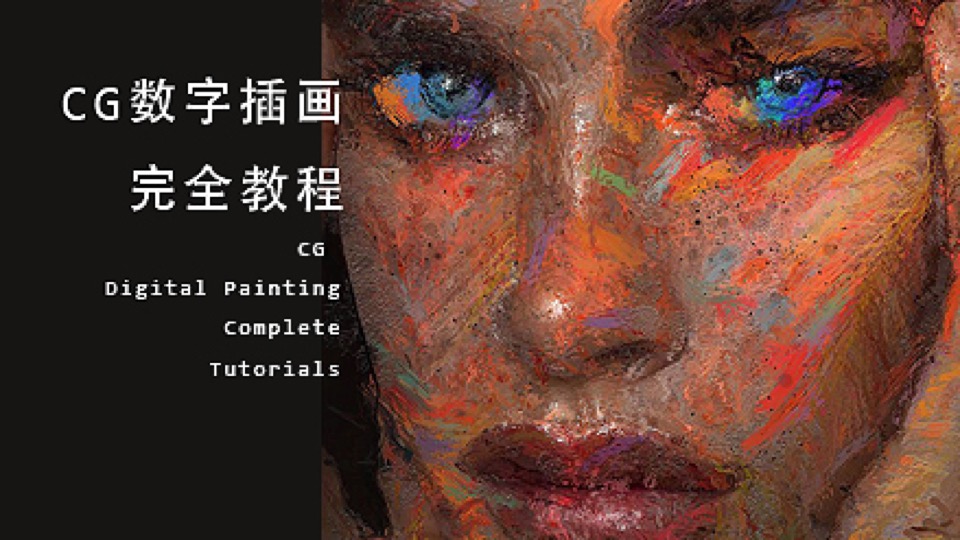 CG数字插画
完全教程
CG
Digital Painting
Complete
Tutorials